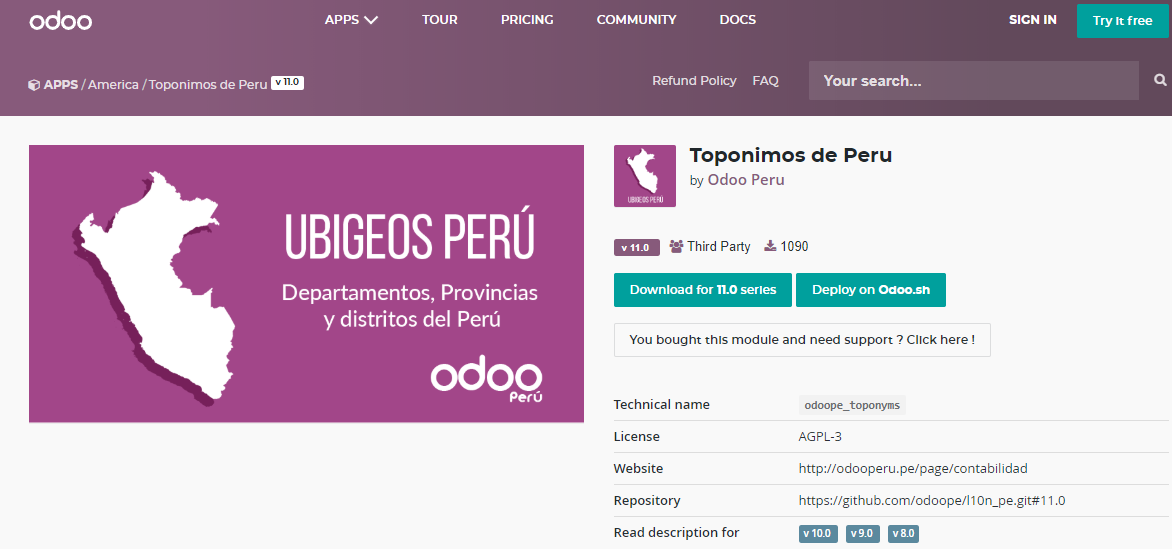 odoo
APPS TOUR PRICING COMMUNITY DOCS
SIGN IN Try it free
APPS / America / Toponimos de Peru v 11.0
Refund Policy FAQ Your search...
UBIGEOS PERÚ
Departamentos, Provincias
y distritos del Perú
odoo
Perú
UBIGEOS PERÚ
Toponimos de Peru
by Odoo Peru
v 11.0 Third Party 1090
Download for 11.0 series Deploy on Odoo.sh
You bought this module and need support ? Click here !
Technical name odoope_toponyms
License AGPL-3
Website http://odooperu.pe/page/contabilidad
Repository https://github.com/odoope/l10n_pe.git#11.0
Read description for v 10.0 v 9.0 v 8.0